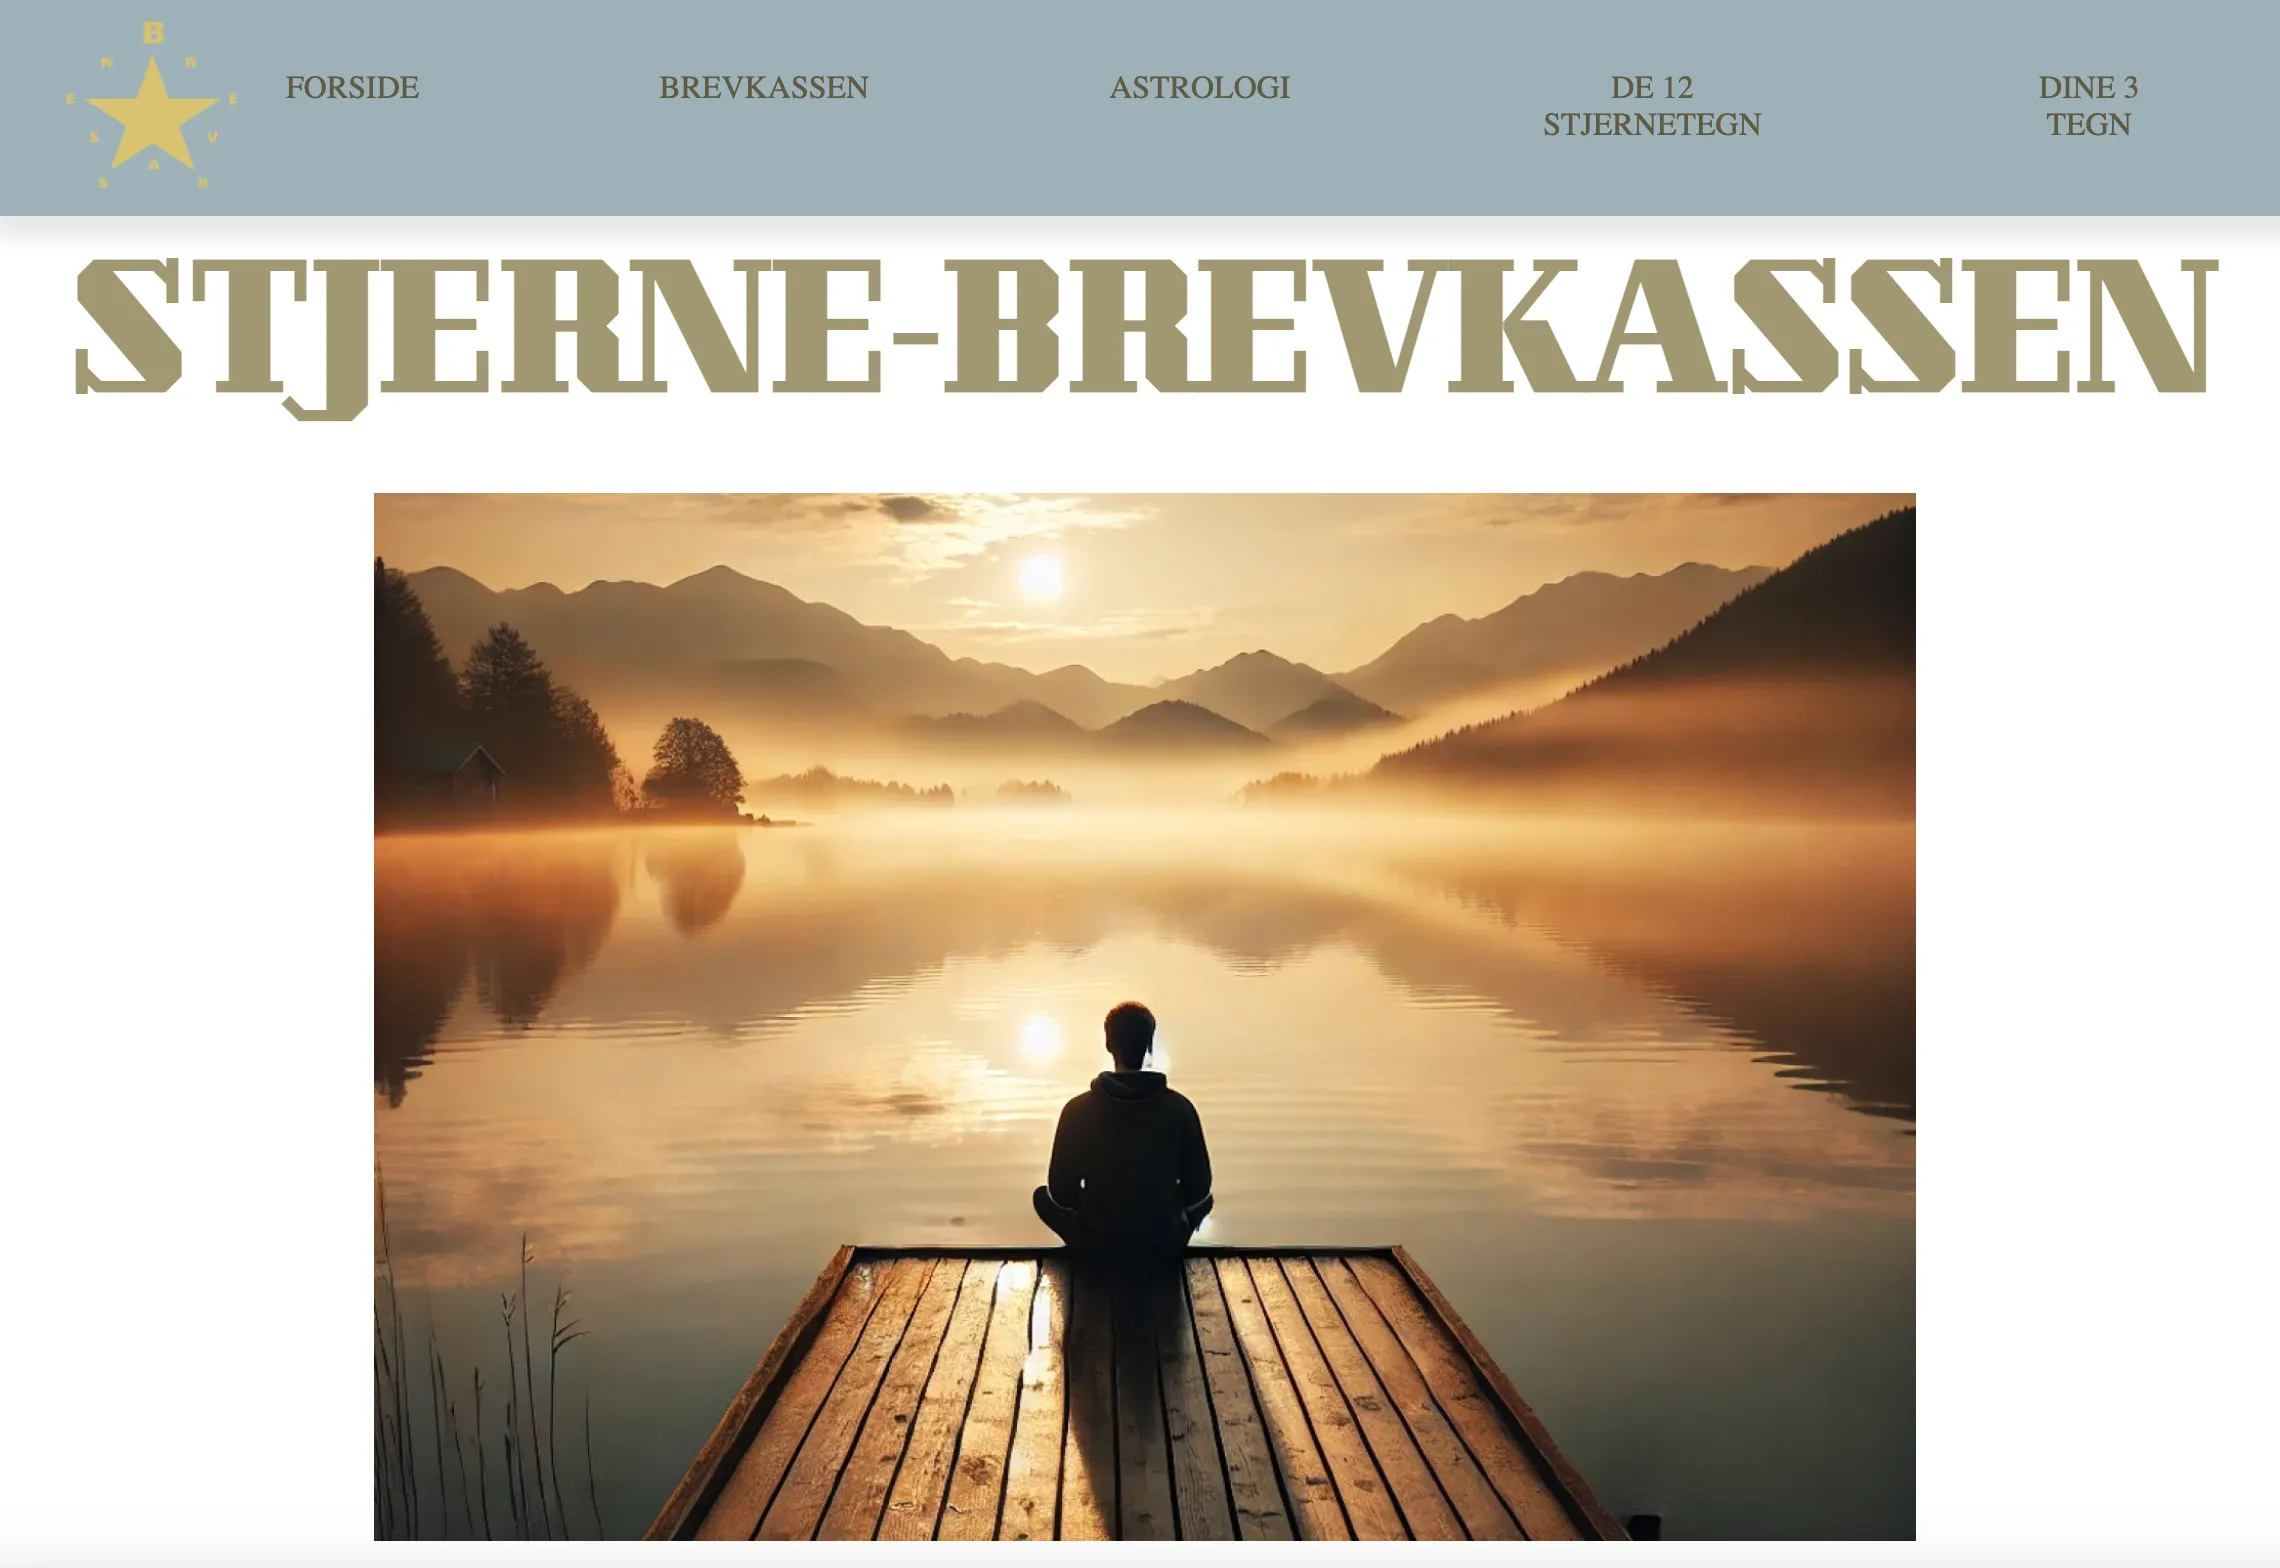 B
R
E
V
K
A
S
S
E
N
FORSIDE
BREVKASSEN
ASTROLOGI
DE 12
STJERNETEGN
DINE 3
TEGN
STJERNE-BREVKASSEN